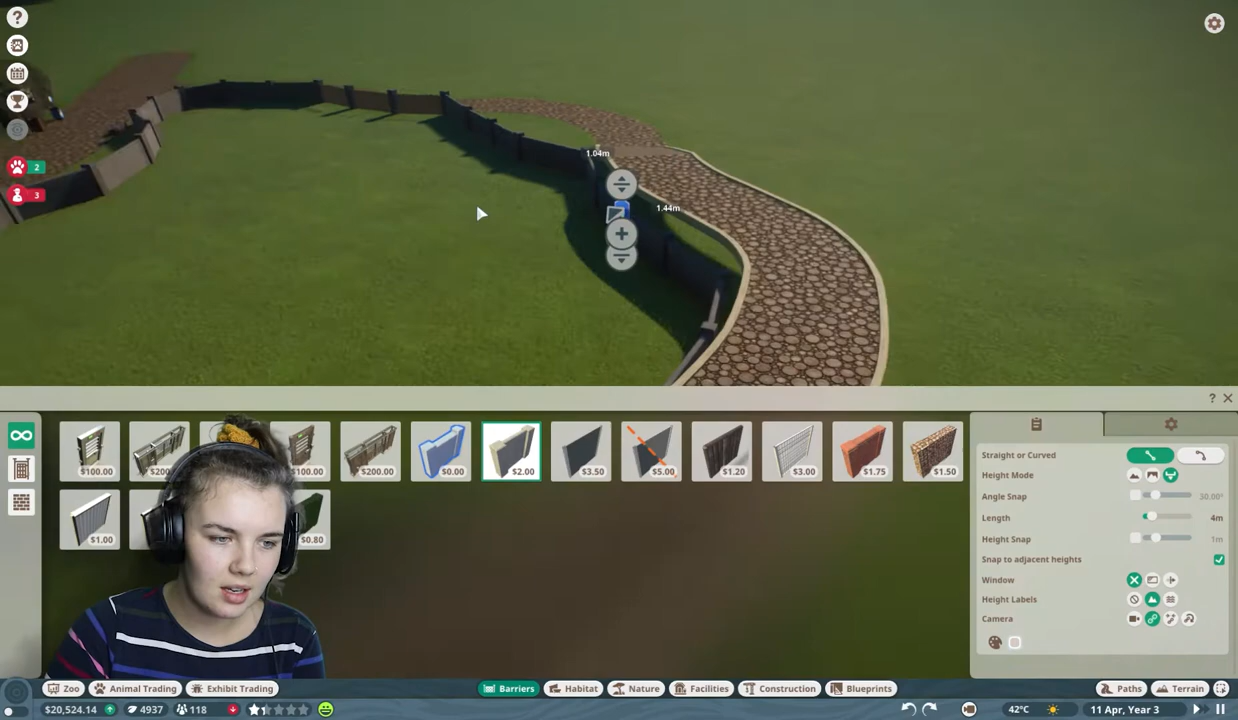 ?
2
3
1.04m
1.44m
?
$100.00
$200
$100.00
$200.00
$0.00
$2.00
$3.50
$5.00
$1.20
$3.00
$1.75
$1.50
$1.00
$0.80
Straight or Curved
Height Mode
Angle Snap 30.00°
Length 4m
Height Snap 1m
Snap to adjacent heights
Window
Height Labels
Camera
Zoo Animal Trading Exhibit Trading Barriers Habitat Nature Facilities Construction Blueprints Paths Terrain
$20,524.14 4937 118 42°C 11 Apr, Year 3